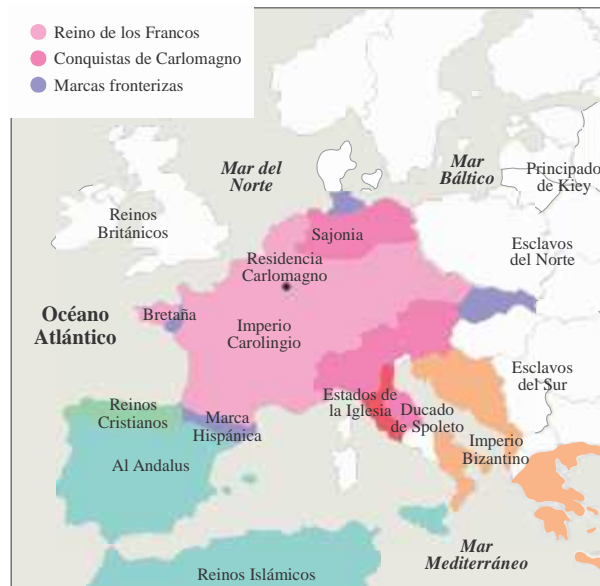 Reino de los Francos
Conquistas de Carlomagno
Marcas fronterizas
Mar del
Norte
Mar
Báltico
Principado
de Kiey
Reinos
Británicos
Sajonia
Esclavos
del Norte
Residencia
Carlomagno
Océano
Atlántico
Bretaña
Imperio
Carolingio
Esclavos
del Sur
Estados de
la Iglesia
Ducado
de Spoleto
Reinos
Cristianos
Marca
Hispánica
Imperio
Bizantino
Al Andalus
Mar
Mediterráneo
Reinos Islámicos